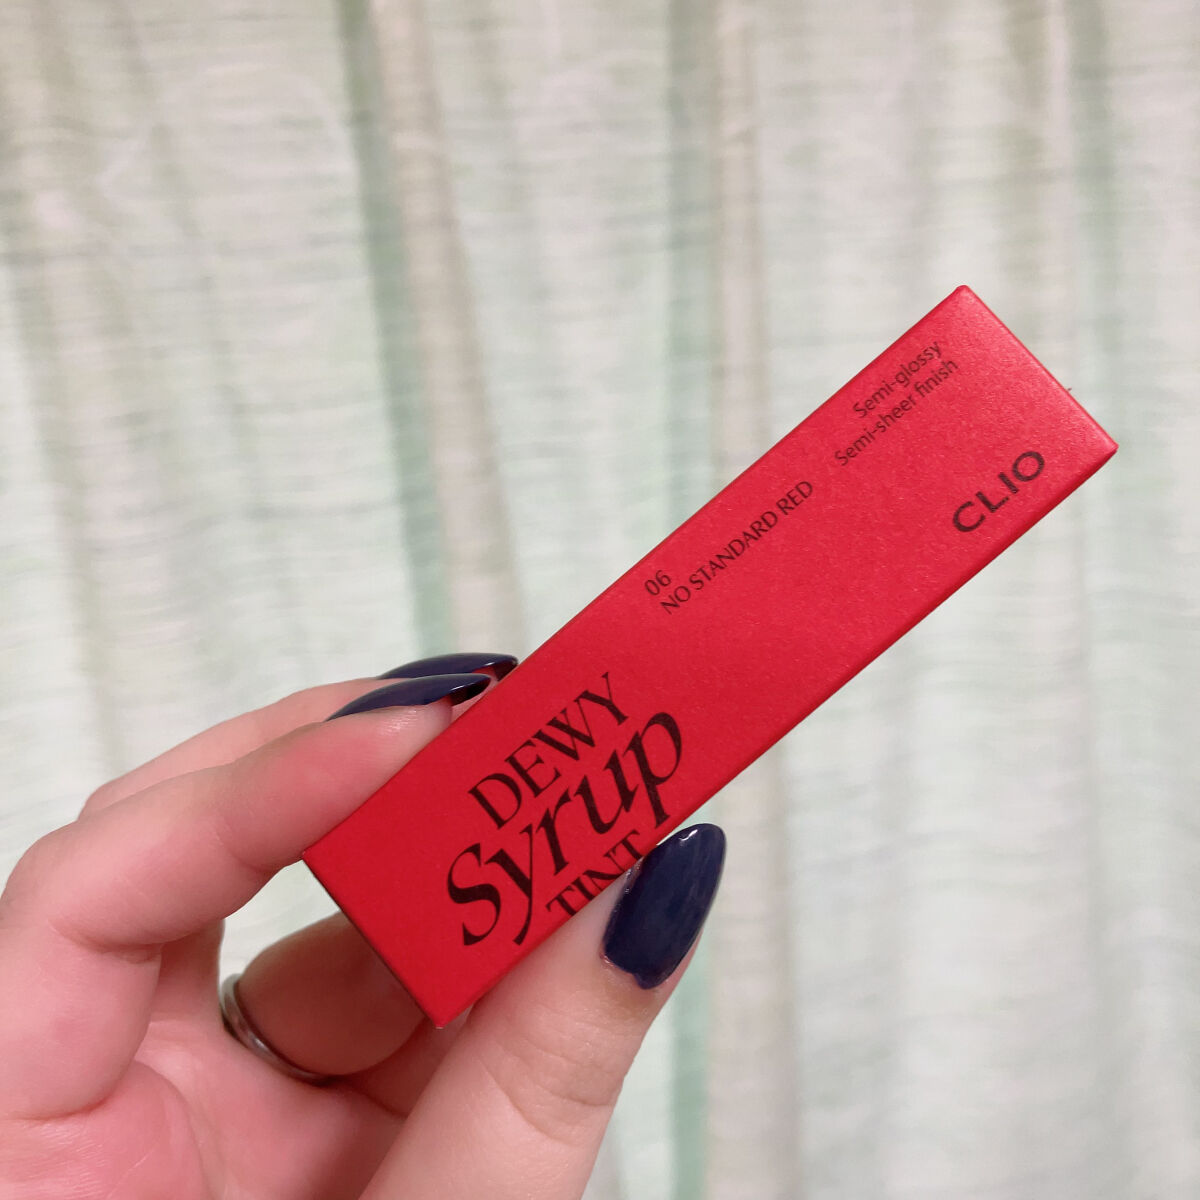 Semi-glossy
Semi-sheer finish
CLIO
06
NO STANDARD RED
DEWY
Syrup
TINT